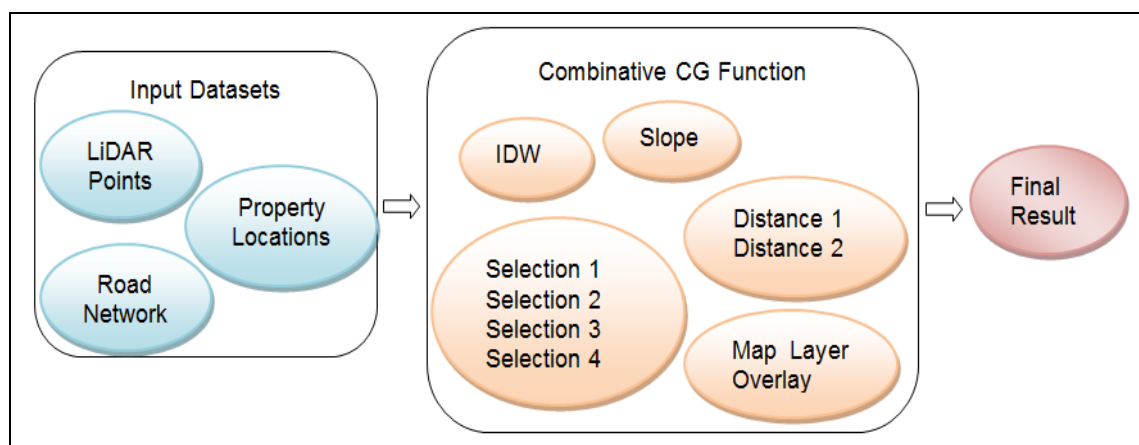 Input Datasets
LiDAR
Points
Property
Locations
Road
Network
Combinative CG Function
IDW
Slope
Distance 1
Distance 2
Selection 1
Selection 2
Selection 3
Selection 4
Map Layer
Overlay
Final
Result